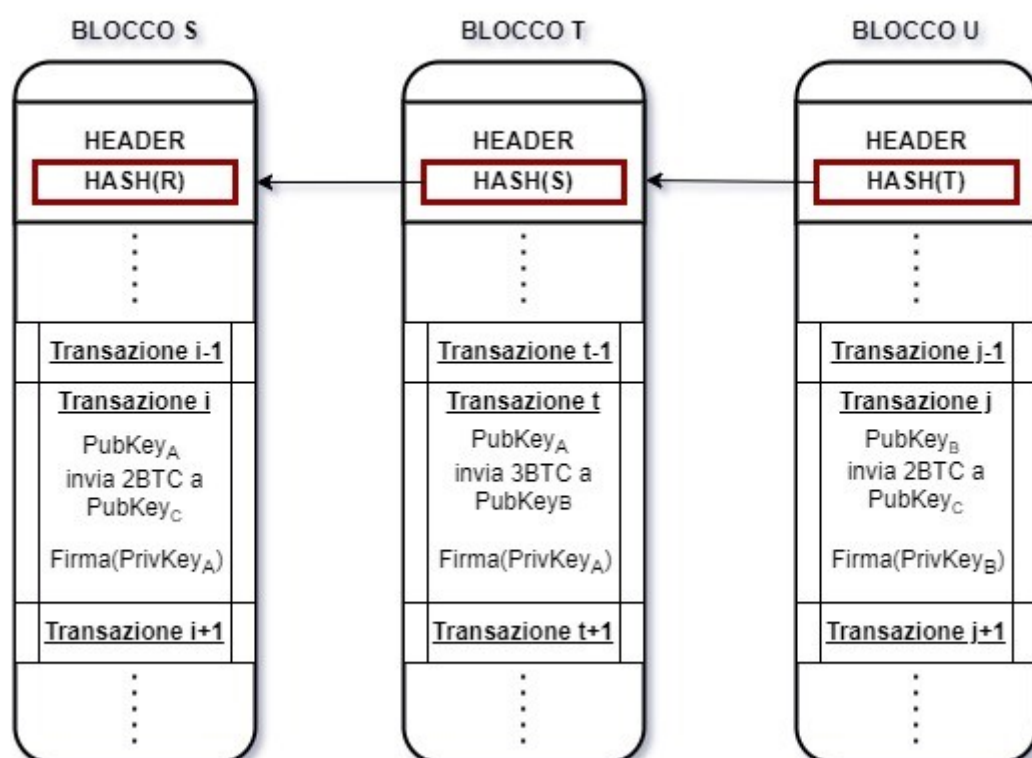 BLOCCO S
HEADER
HASH(R)
Transazione i-1
Transazione i
PubKeyA
invia 2BTC a
PubKeyC
Firma(PrivKeyA)
Transazione i+1
BLOCCO T
HEADER
HASH(S)
Transazione t-1
Transazione t
PubKeyA
invia 3BTC a
PubKeyB
Firma(PrivKeyA)
Transazione t+1
BLOCCO U
HEADER
HASH(T)
Transazione j-1
Transazione j
PubKeyB
invia 2BTC a
PubKeyC
Firma(PrivKeyB)
Transazione j+1